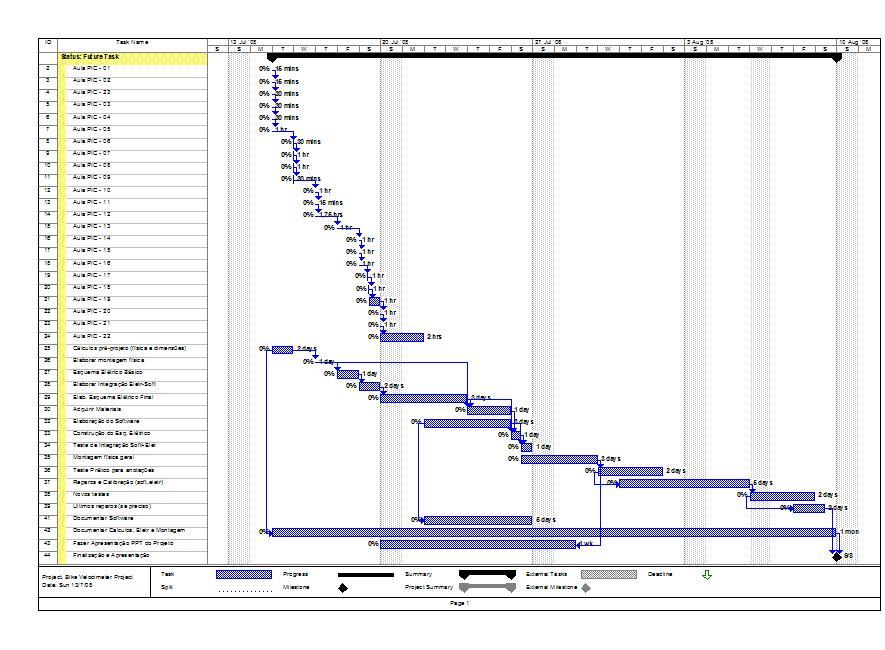 ID Task Name 13 Jul '08 20 Jul '08 27 Jul '08 3 Aug '08 10 Aug '08
S S M T W T F S S M T W T F S S M T W T F S S M T W T F S S M
Status: Future Task
2 Aula PIC - 01 0% 15 mins
3 Aula PIC - 02 0% 15 mins
4 Aula PIC - 23 0% 30 mins
5 Aula PIC - 03 0% 30 mins
6 Aula PIC - 04 0% 30 mins
7 Aula PIC - 05 0% 1 hr
8 Aula PIC - 06 0% 30 mins
9 Aula PIC - 07 0% 1 hr
10 Aula PIC - 08 0% 1 hr
11 Aula PIC - 09 0% 30 mins
12 Aula PIC - 10 0% 1 hr
13 Aula PIC - 11 0% 15 mins
14 Aula PIC - 12 0% 1,75 hrs
15 Aula PIC - 13 0% 1 hr
16 Aula PIC - 14 0% 1 hr
17 Aula PIC - 15 0% 1 hr
18 Aula PIC - 16 0% 1 hr
19 Aula PIC - 17 0% 1 hr
20 Aula PIC - 18 0% 1 hr
21 Aula PIC - 19 0% 1 hr
22 Aula PIC - 20 0% 1 hr
23 Aula PIC - 21 0% 1 hr
24 Aula PIC - 22 0% 2 hrs
25 Cálculos pré-projeto (física e dimensões) 0% 2 days
26 Elaborar montagem física 0% 1 day
27 Esquema Elétrico Básico 0% 1 day
28 Elaborar Integração Eletr-Soft 0% 2 days
29 Elab. Esquema Elétrico Final 0% 3 days
30 Adquirir Materiais 0% 1 day
32 Elaboração do Software 0% 5 days
33 Construção do Esq. Elétrico 0% 1 day
34 Teste de Integração Soft-Elet 0% 1 day
35 Montagem física geral 0% 3 days
36 Teste Prático para anotações 0% 2 days
37 Reparos e Calibração (soft,eletr) 0% 5 days
38 Novos testes 0% 2 days
39 Últimos reparos (se preciso) 0% 2 days
41 Documentar Software 0% 5 days
42 Documentar Calculos, Eletr e Montagem 0% 1 mon
43 Fazer Apresentação PPT do Projeto 0% 1 wk
44 Finalização e Apresentação 9/8
Project: Bike Velocimeter Project
Date: Sun 13/7/08
Task Progress Summary External Tasks Deadline
Split Milestone Project Summary External Milestone
Page 1